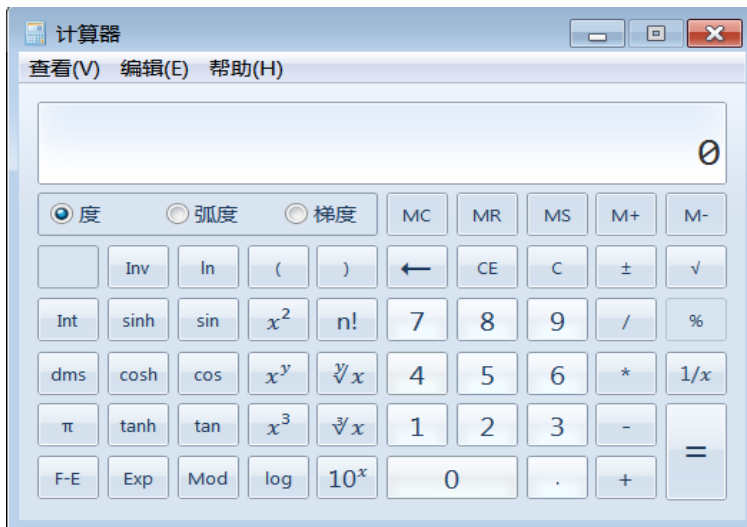 计算器
查看(V) 编辑(E) 帮助(H)
0
度 弧度 梯度 MC MR MS M+ M-
Inv ln ( ) ← CE C ± √
Int sinh sin x² n! 7 8 9 / %
dms cosh cos xʸ ʸ√x 4 5 6 * 1/x
π tanh tan x³ ³√x 1 2 3 - =
F-E Exp Mod log 10ˣ 0 . +